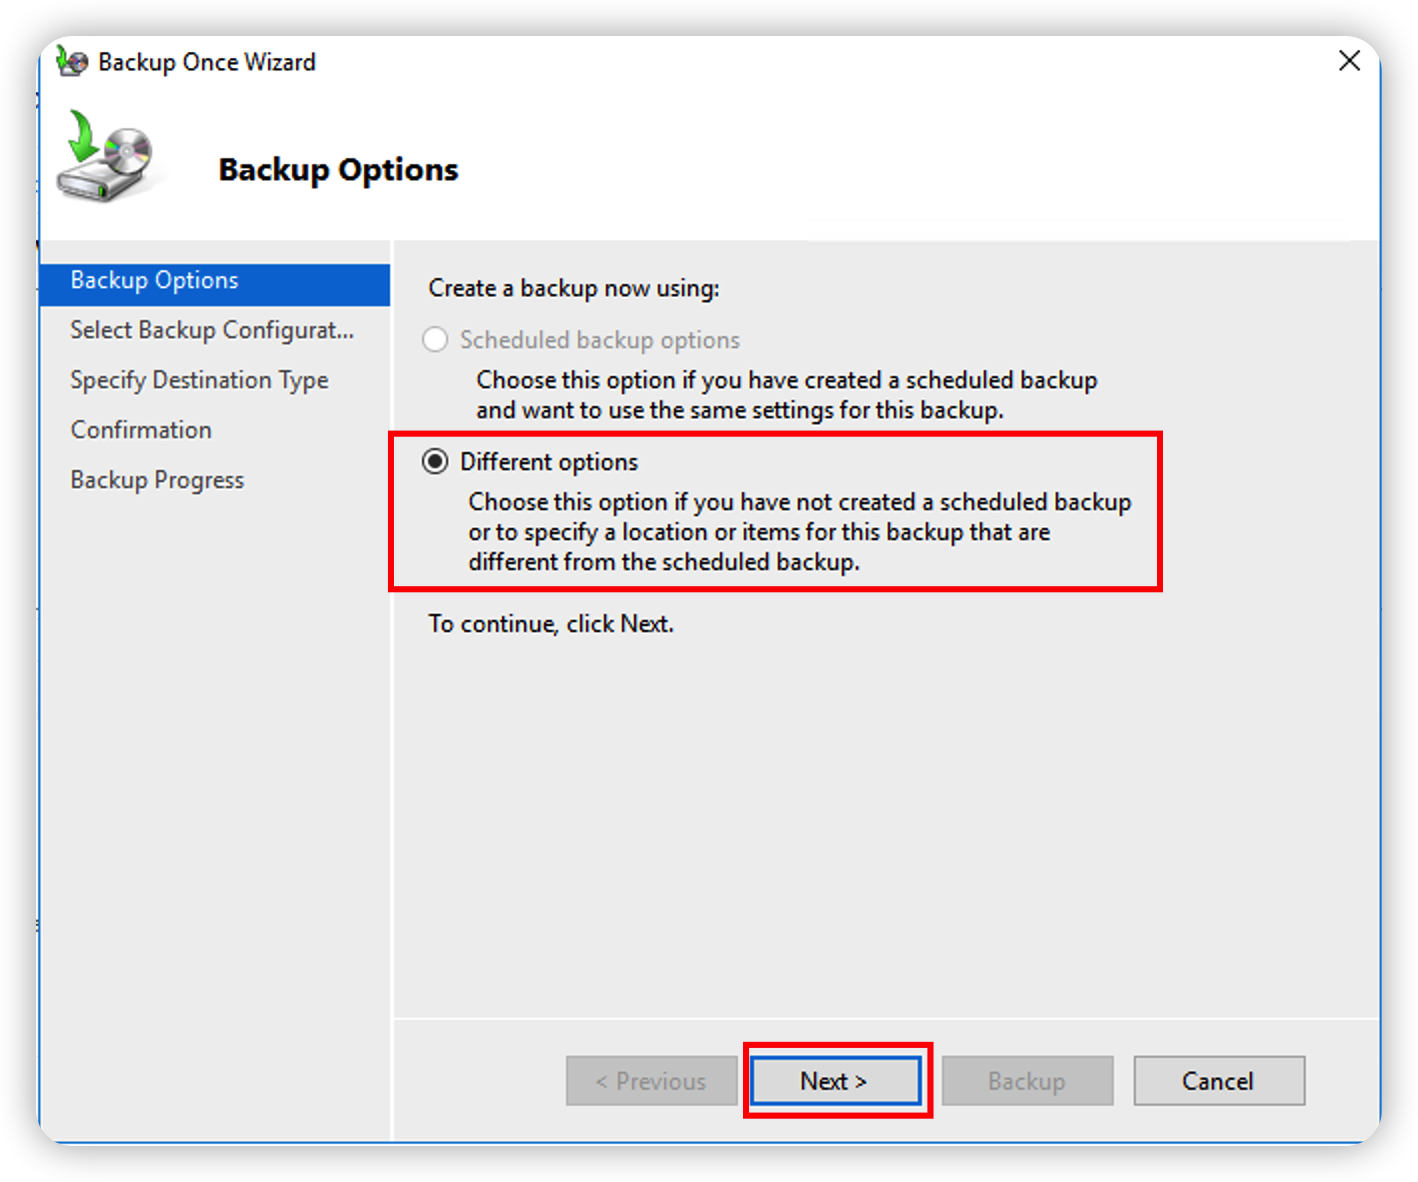 Backup Once Wizard
Backup Options
Backup Options
Select Backup Configurat...
Specify Destination Type
Confirmation
Backup Progress
Create a backup now using:
Scheduled backup options
Choose this option if you have created a scheduled backup
and want to use the same settings for this backup.
Different options
Choose this option if you have not created a scheduled backup
or to specify a location or items for this backup that are
different from the scheduled backup.
To continue, click Next.
< Previous
Next >
Backup
Cancel